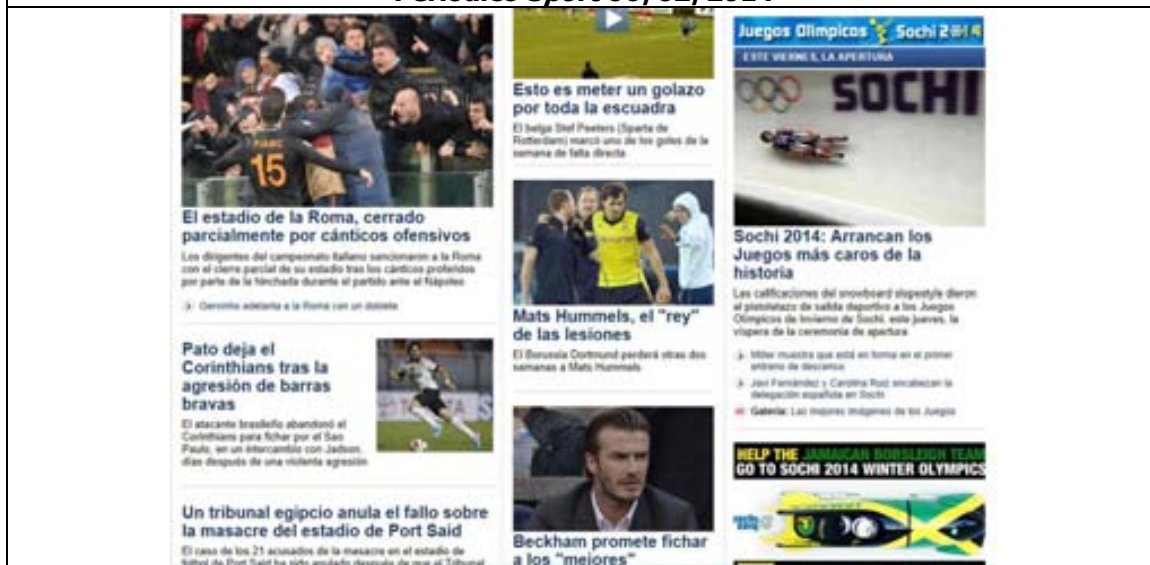 Periódico Sport 06/02/2014
PJANIC
15
El estadio de la Roma, cerrado
parcialmente por cánticos ofensivos
Los dirigentes del campeonato italiano sancionaron a la Roma
con el cierre parcial de su estadio tras los cánticos proferidos
por parte de la hinchada durante el partido ante el Nápoles
Gervinho adelanta a la Roma con un doblete
Pato deja el
Corinthians tras la
agresión de barras
bravas
El atacante brasileño abandonó el
Corinthians para fichar por el Sao
Paulo, en un intercambio con Jadson,
días después de una violenta agresión
Un tribunal egipcio anula el fallo sobre
la masacre del estadio de Port Said
El caso de los 21 acusados de la masacre en el estadio de
fútbol de Port Said ha sido anulado después de que el Tribunal
Esto es meter un golazo
por toda la escuadra
El belga Stef Peeters (Sparta de
Rotterdam) marcó uno de los goles de la
semana de falta directa
Mats Hummels, el "rey"
de las lesiones
El Borussia Dortmund perderá otras dos
semanas a Mats Hummels
Beckham promete fichar
a los "mejores"
Juegos Olímpicos Sochi 2014
ESTE VIERNES, LA APERTURA
SOCHI
Sochi 2014: Arrancan los
Juegos más caros de la
historia
Las calificaciones del snowboard slopestyle dieron
el pistoletazo de salida deportivo a los Juegos
Olímpicos de Invierno de Sochi, este jueves, la
víspera de la ceremonia de apertura
Miller muestra que está en forma en el primer
entreno de descenso
Javi Fernández y Carolina Ruiz encabezan la
delegación española en Sochi
Galería: Las mejores imágenes de los Juegos
HELP THE JAMAICAN BOBSLEIGH TEAM
GO TO SOCHI 2014 WINTER OLYMPICS